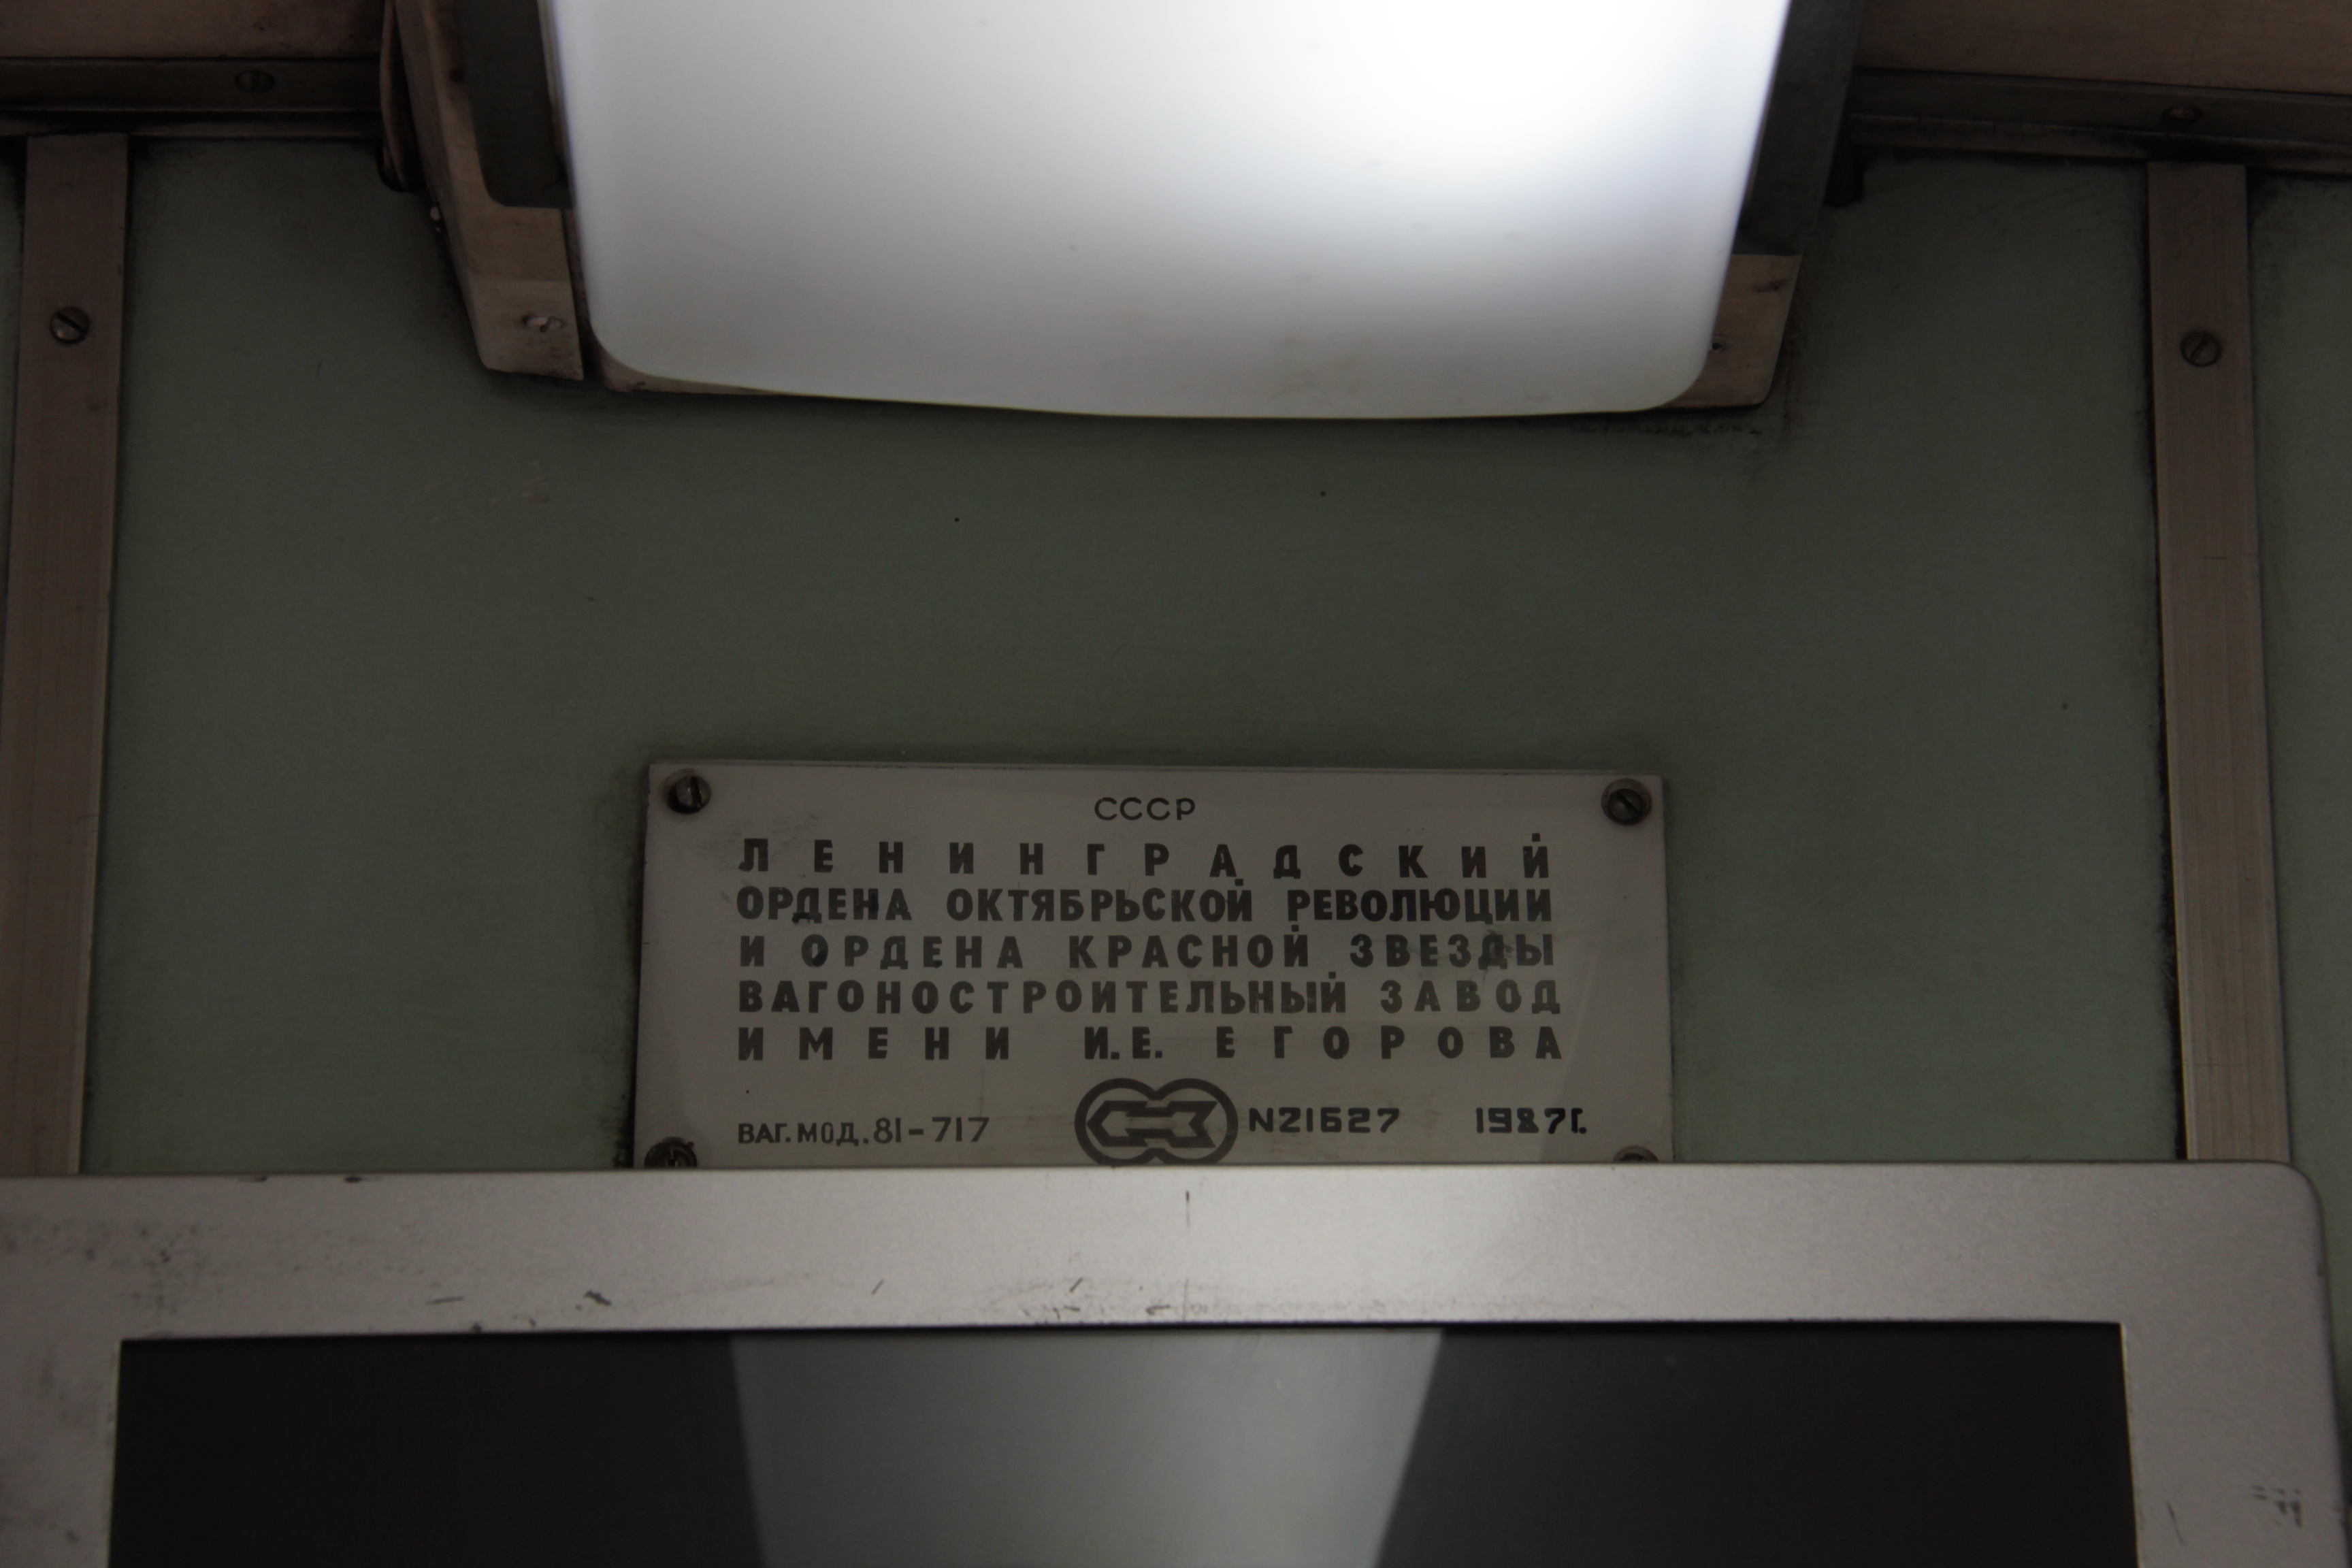 СССР
ЛЕНИНГРАДСКИЙ
ОРДЕНА ОКТЯБРЬСКОЙ РЕВОЛЮЦИИ
И ОРДЕНА КРАСНОЙ ЗВЕЗДЫ
ВАГОНОСТРОИТЕЛЬНЫЙ ЗАВОД
ИМЕНИ И.Е. ЕГОРОВА
ВАГ.МОД.81-717 N21627 1987Г.